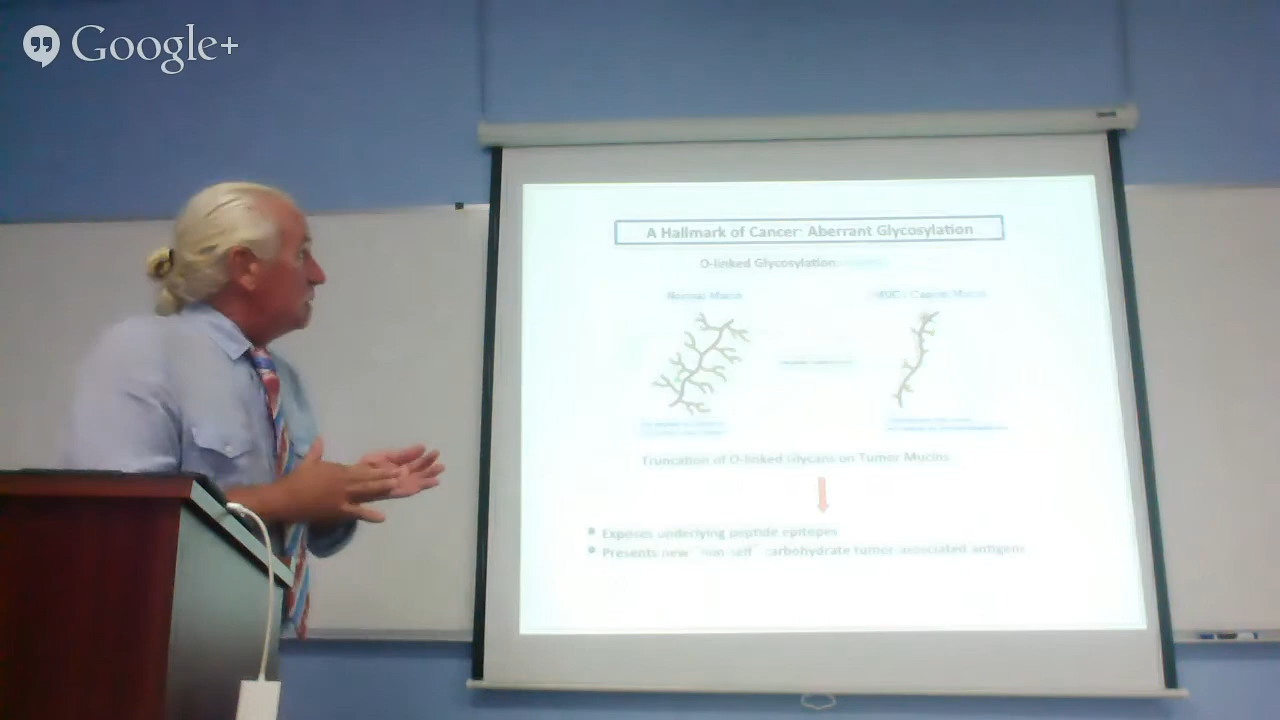 Google+
A Hallmark of Cancer: Aberrant Glycosylation
O-linked Glycosylation
Normal Mucin
MUC1 Cancer Mucin
Truncation of O-linked Glycans on Tumor Mucins
• Exposes underlying peptide epitopes
• Presents new "non-self" carbohydrate tumor-associated antigens